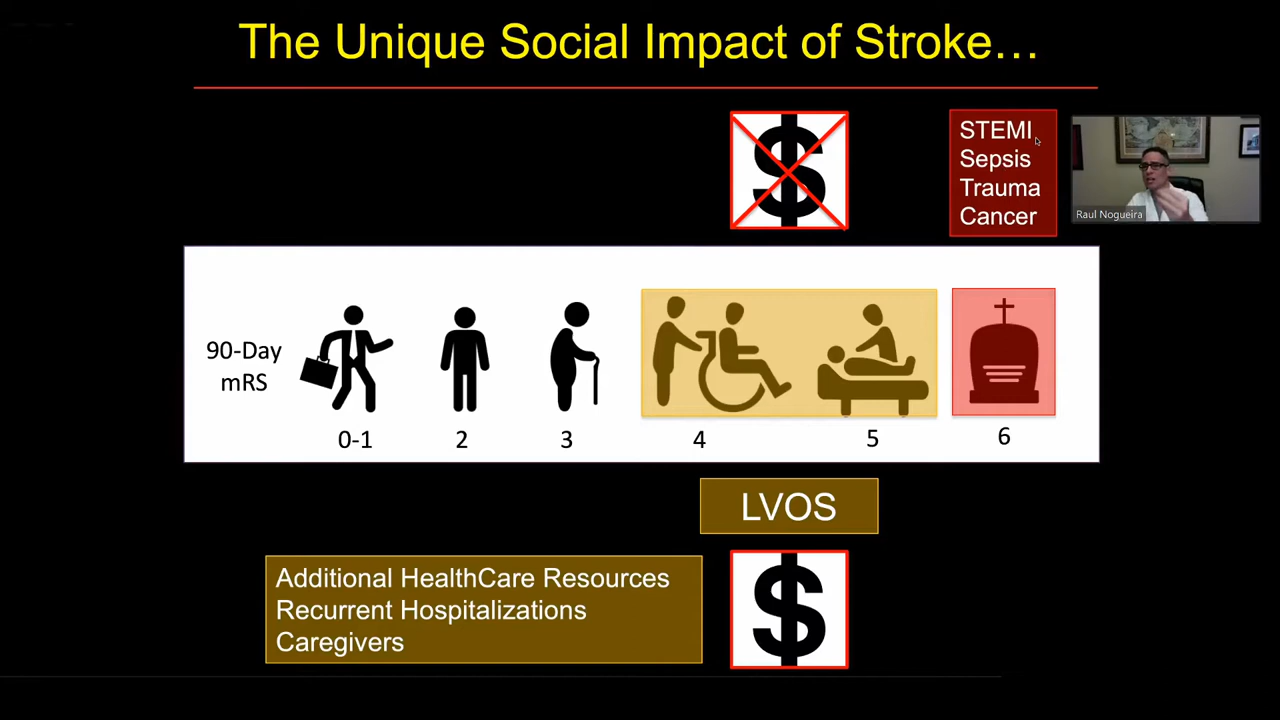 The Unique Social Impact of Stroke…
$
STEMI
Sepsis
Trauma
Cancer
Raul Nogueira
90-Day
mRS
0-1
2
3
4
5
6
LVOS
Additional HealthCare Resources
Recurrent Hospitalizations
Caregivers
$